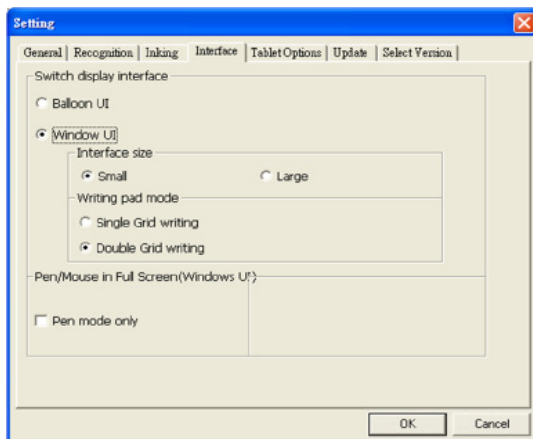 Setting
General Recognition Inking Interface Tablet Options Update Select Version
Switch display interface
Balloon UI
Window UI
Interface size
Small Large
Writing pad mode
Single Grid writing
Double Grid writing
Pen/Mouse in Full Screen(Windows UI)
Pen mode only
OK Cancel